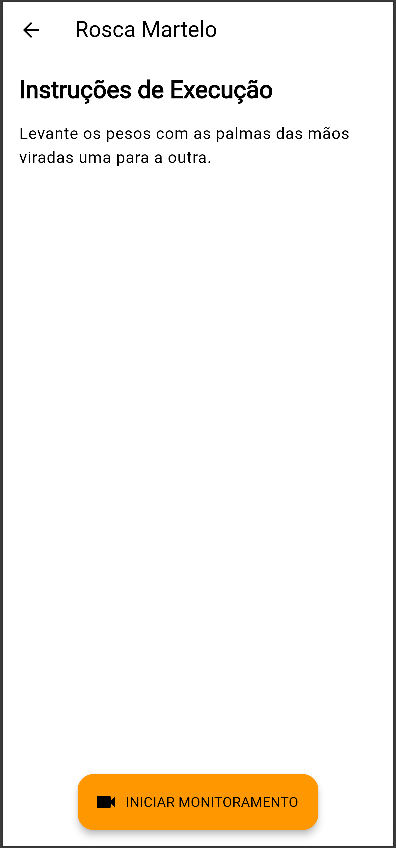 Rosca Martelo
Instruções de Execução
Levante os pesos com as palmas das mãos
viradas uma para a outra.
INICIAR MONITORAMENTO